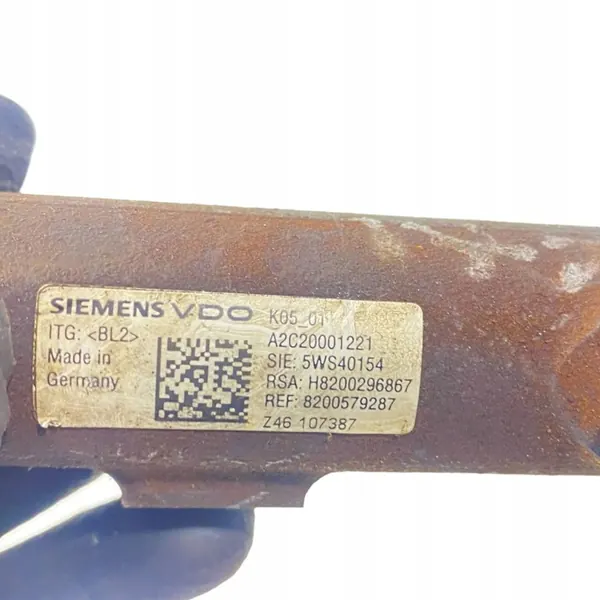 SIEMENS VDO K05_01
ITG: <BL2> A2C20001221
Made in SIE: 5WS40154
Germany RSA: H8200296867
REF: 8200579287
Z46 107387